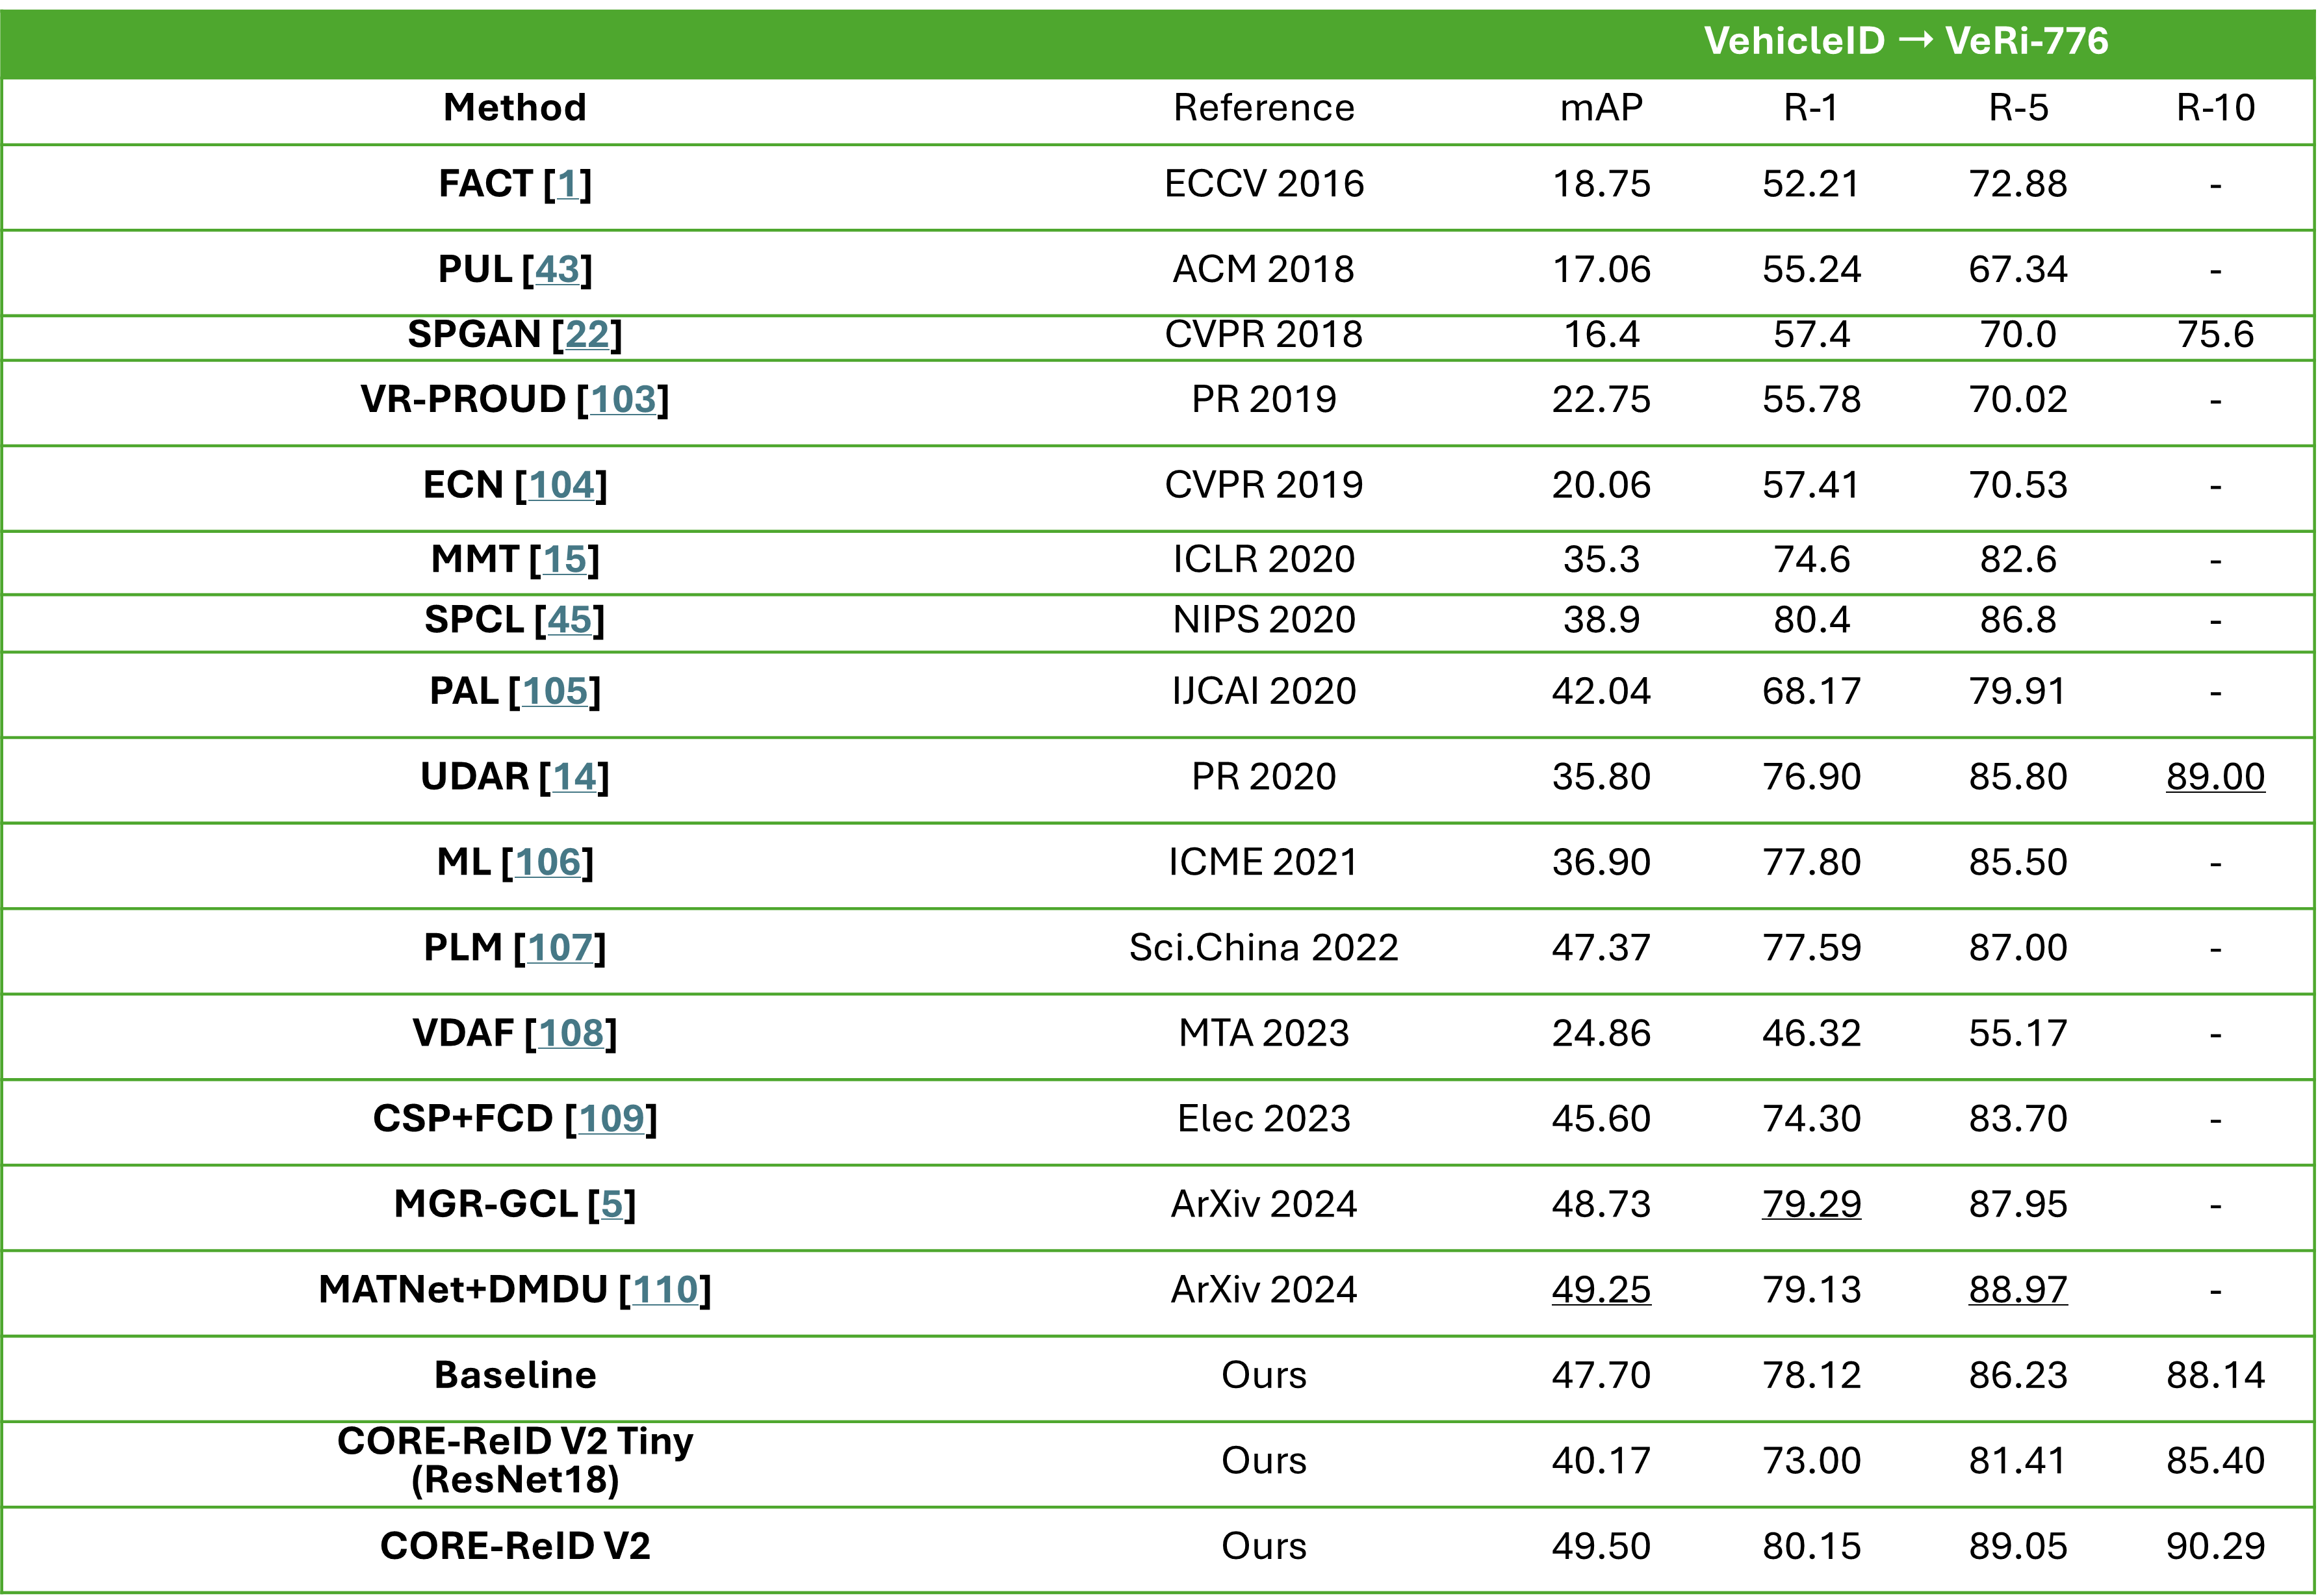 VehicleID → VeRi-776
Method Reference mAP R-1 R-5 R-10
FACT [1] ECCV 2016 18.75 52.21 72.88 -
PUL [43] ACM 2018 17.06 55.24 67.34 -
SPGAN [22] CVPR 2018 16.4 57.4 70.0 75.6
VR-PROUD [103] PR 2019 22.75 55.78 70.02 -
ECN [104] CVPR 2019 20.06 57.41 70.53 -
MMT [15] ICLR 2020 35.3 74.6 82.6 -
SPCL [45] NIPS 2020 38.9 80.4 86.8 -
PAL [105] IJCAI 2020 42.04 68.17 79.91 -
UDAR [14] PR 2020 35.80 76.90 85.80 89.00
ML [106] ICME 2021 36.90 77.80 85.50 -
PLM [107] Sci.China 2022 47.37 77.59 87.00 -
VDAF [108] MTA 2023 24.86 46.32 55.17 -
CSP+FCD [109] Elec 2023 45.60 74.30 83.70 -
MGR-GCL [5] ArXiv 2024 48.73 79.29 87.95 -
MATNet+DMDU [110] ArXiv 2024 49.25 79.13 88.97 -
Baseline Ours 47.70 78.12 86.23 88.14
CORE-ReID V2 Tiny
(ResNet18) Ours 40.17 73.00 81.41 85.40
CORE-ReID V2 Ours 49.50 80.15 89.05 90.29